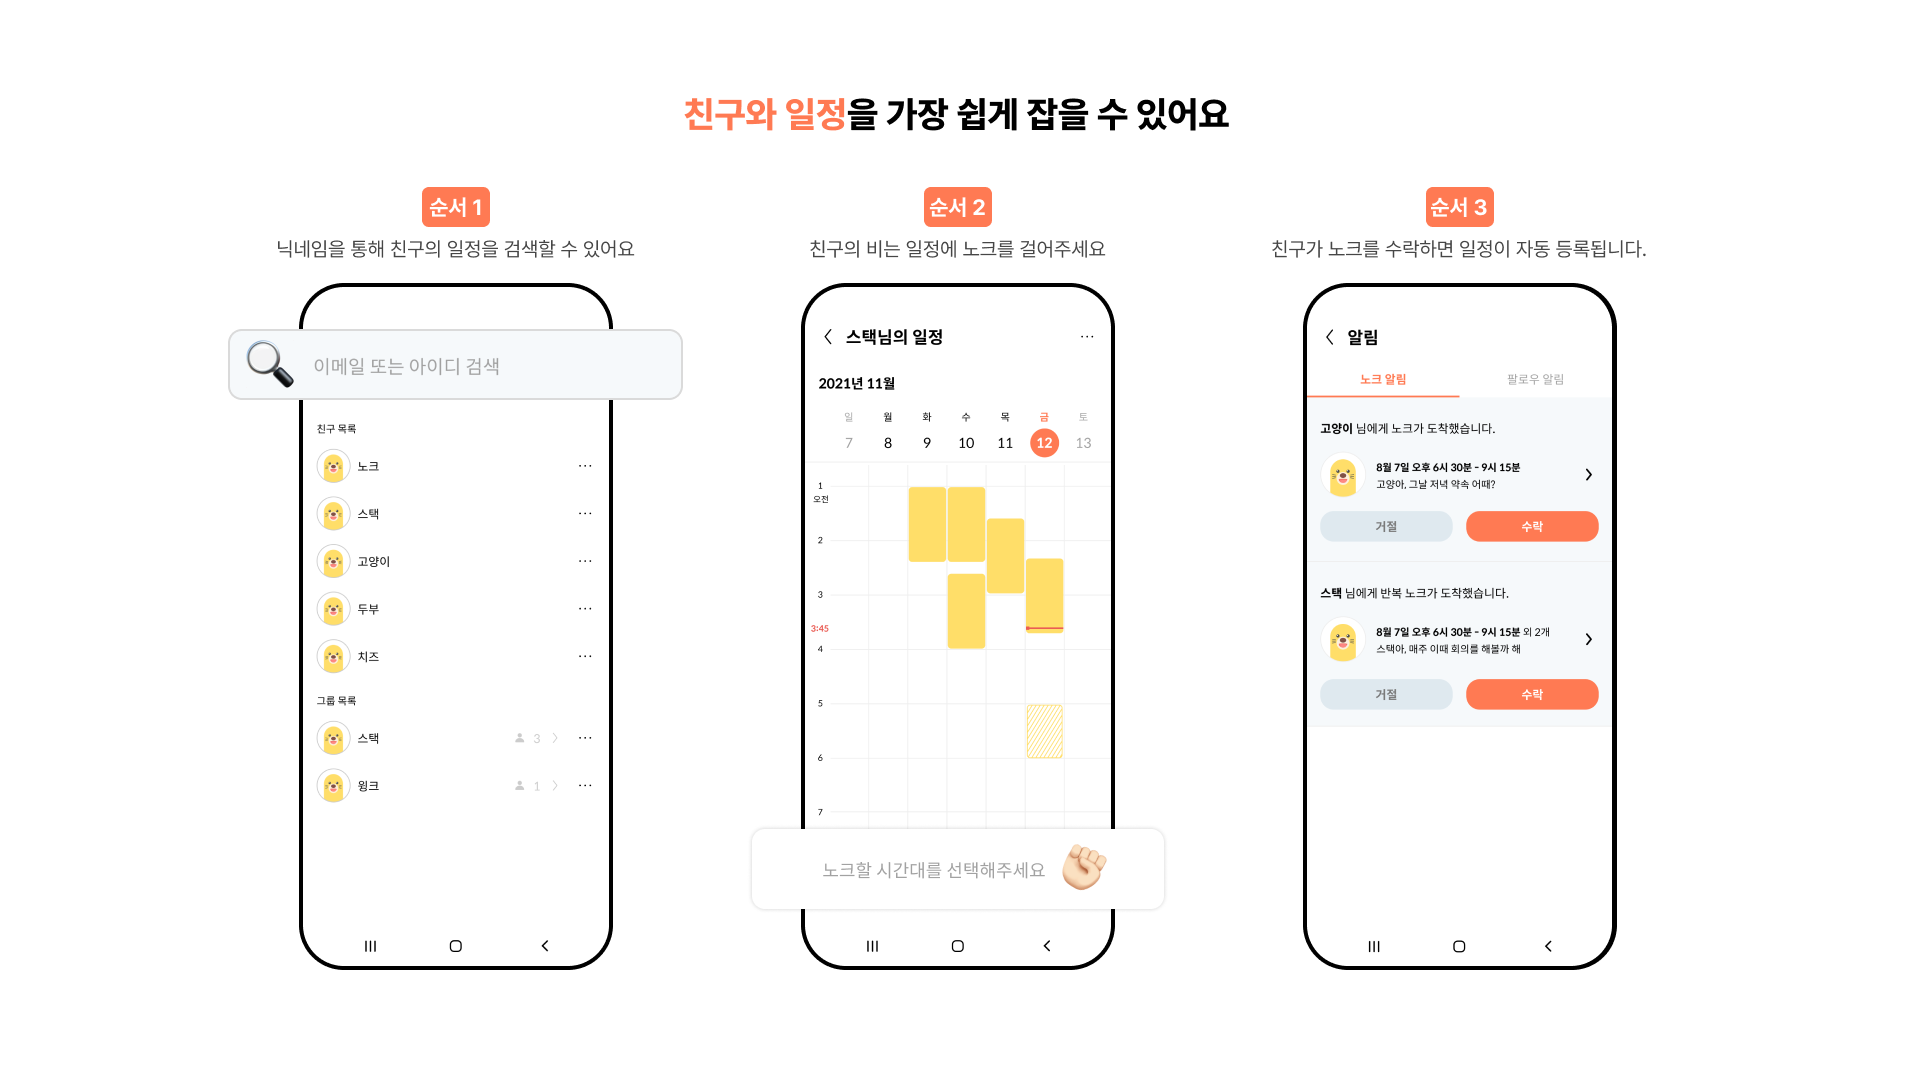 친구와 일정을 가장 쉽게 잡을 수 있어요
순서 1
닉네임을 통해 친구의 일정을 검색할 수 있어요
이메일 또는 아이디 검색
친구 목록
노크
스택
고양이
두부
치즈
그룹 목록
스택 3
윙크 1
순서 2
친구의 비는 일정에 노크를 걸어주세요
스택님의 일정
2021년 11월
일 월 화 수 목 금 토
7 8 9 10 11 12 13
1
오전
2
3
3:45
4
5
6
7
노크할 시간대를 선택해주세요
순서 3
친구가 노크를 수락하면 일정이 자동 등록됩니다.
알림
노크 알림 팔로우 알림
고양이 님에게 노크가 도착했습니다.
8월 7일 오후 6시 30분 - 9시 15분
고양아, 그날 저녁 약속 어때?
거절 수락
스택 님에게 반복 노크가 도착했습니다.
8월 7일 오후 6시 30분 - 9시 15분 외 2개
스택아, 매주 이때 회의를 해볼까 해
거절 수락